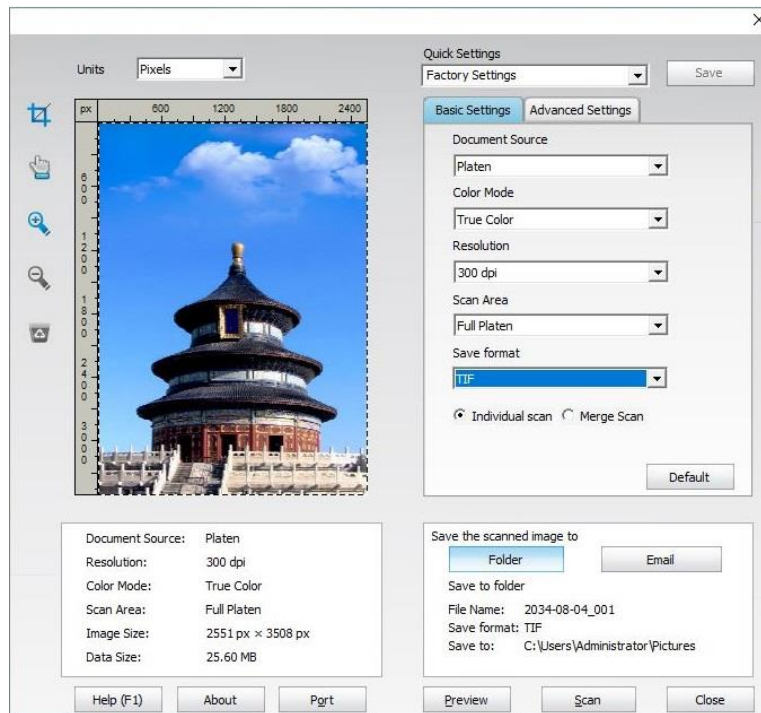 Units Pixels
Quick Settings
Factory Settings Save
px 600 1200 1800 2400
600
1200
1800
2400
3000
Basic Settings Advanced Settings
Document Source
Platen
Color Mode
True Color
Resolution
300 dpi
Scan Area
Full Platen
Save format
TIF
Individual scan Merge Scan
Default
Document Source: Platen
Resolution: 300 dpi
Color Mode: True Color
Scan Area: Full Platen
Image Size: 2551 px × 3508 px
Data Size: 25.60 MB
Save the scanned image to
Folder Email
Save to folder
File Name: 2034-08-04_001
Save format: TIF
Save to: C:\Users\Administrator\Pictures
Help (F1) About Port
Preview Scan Close